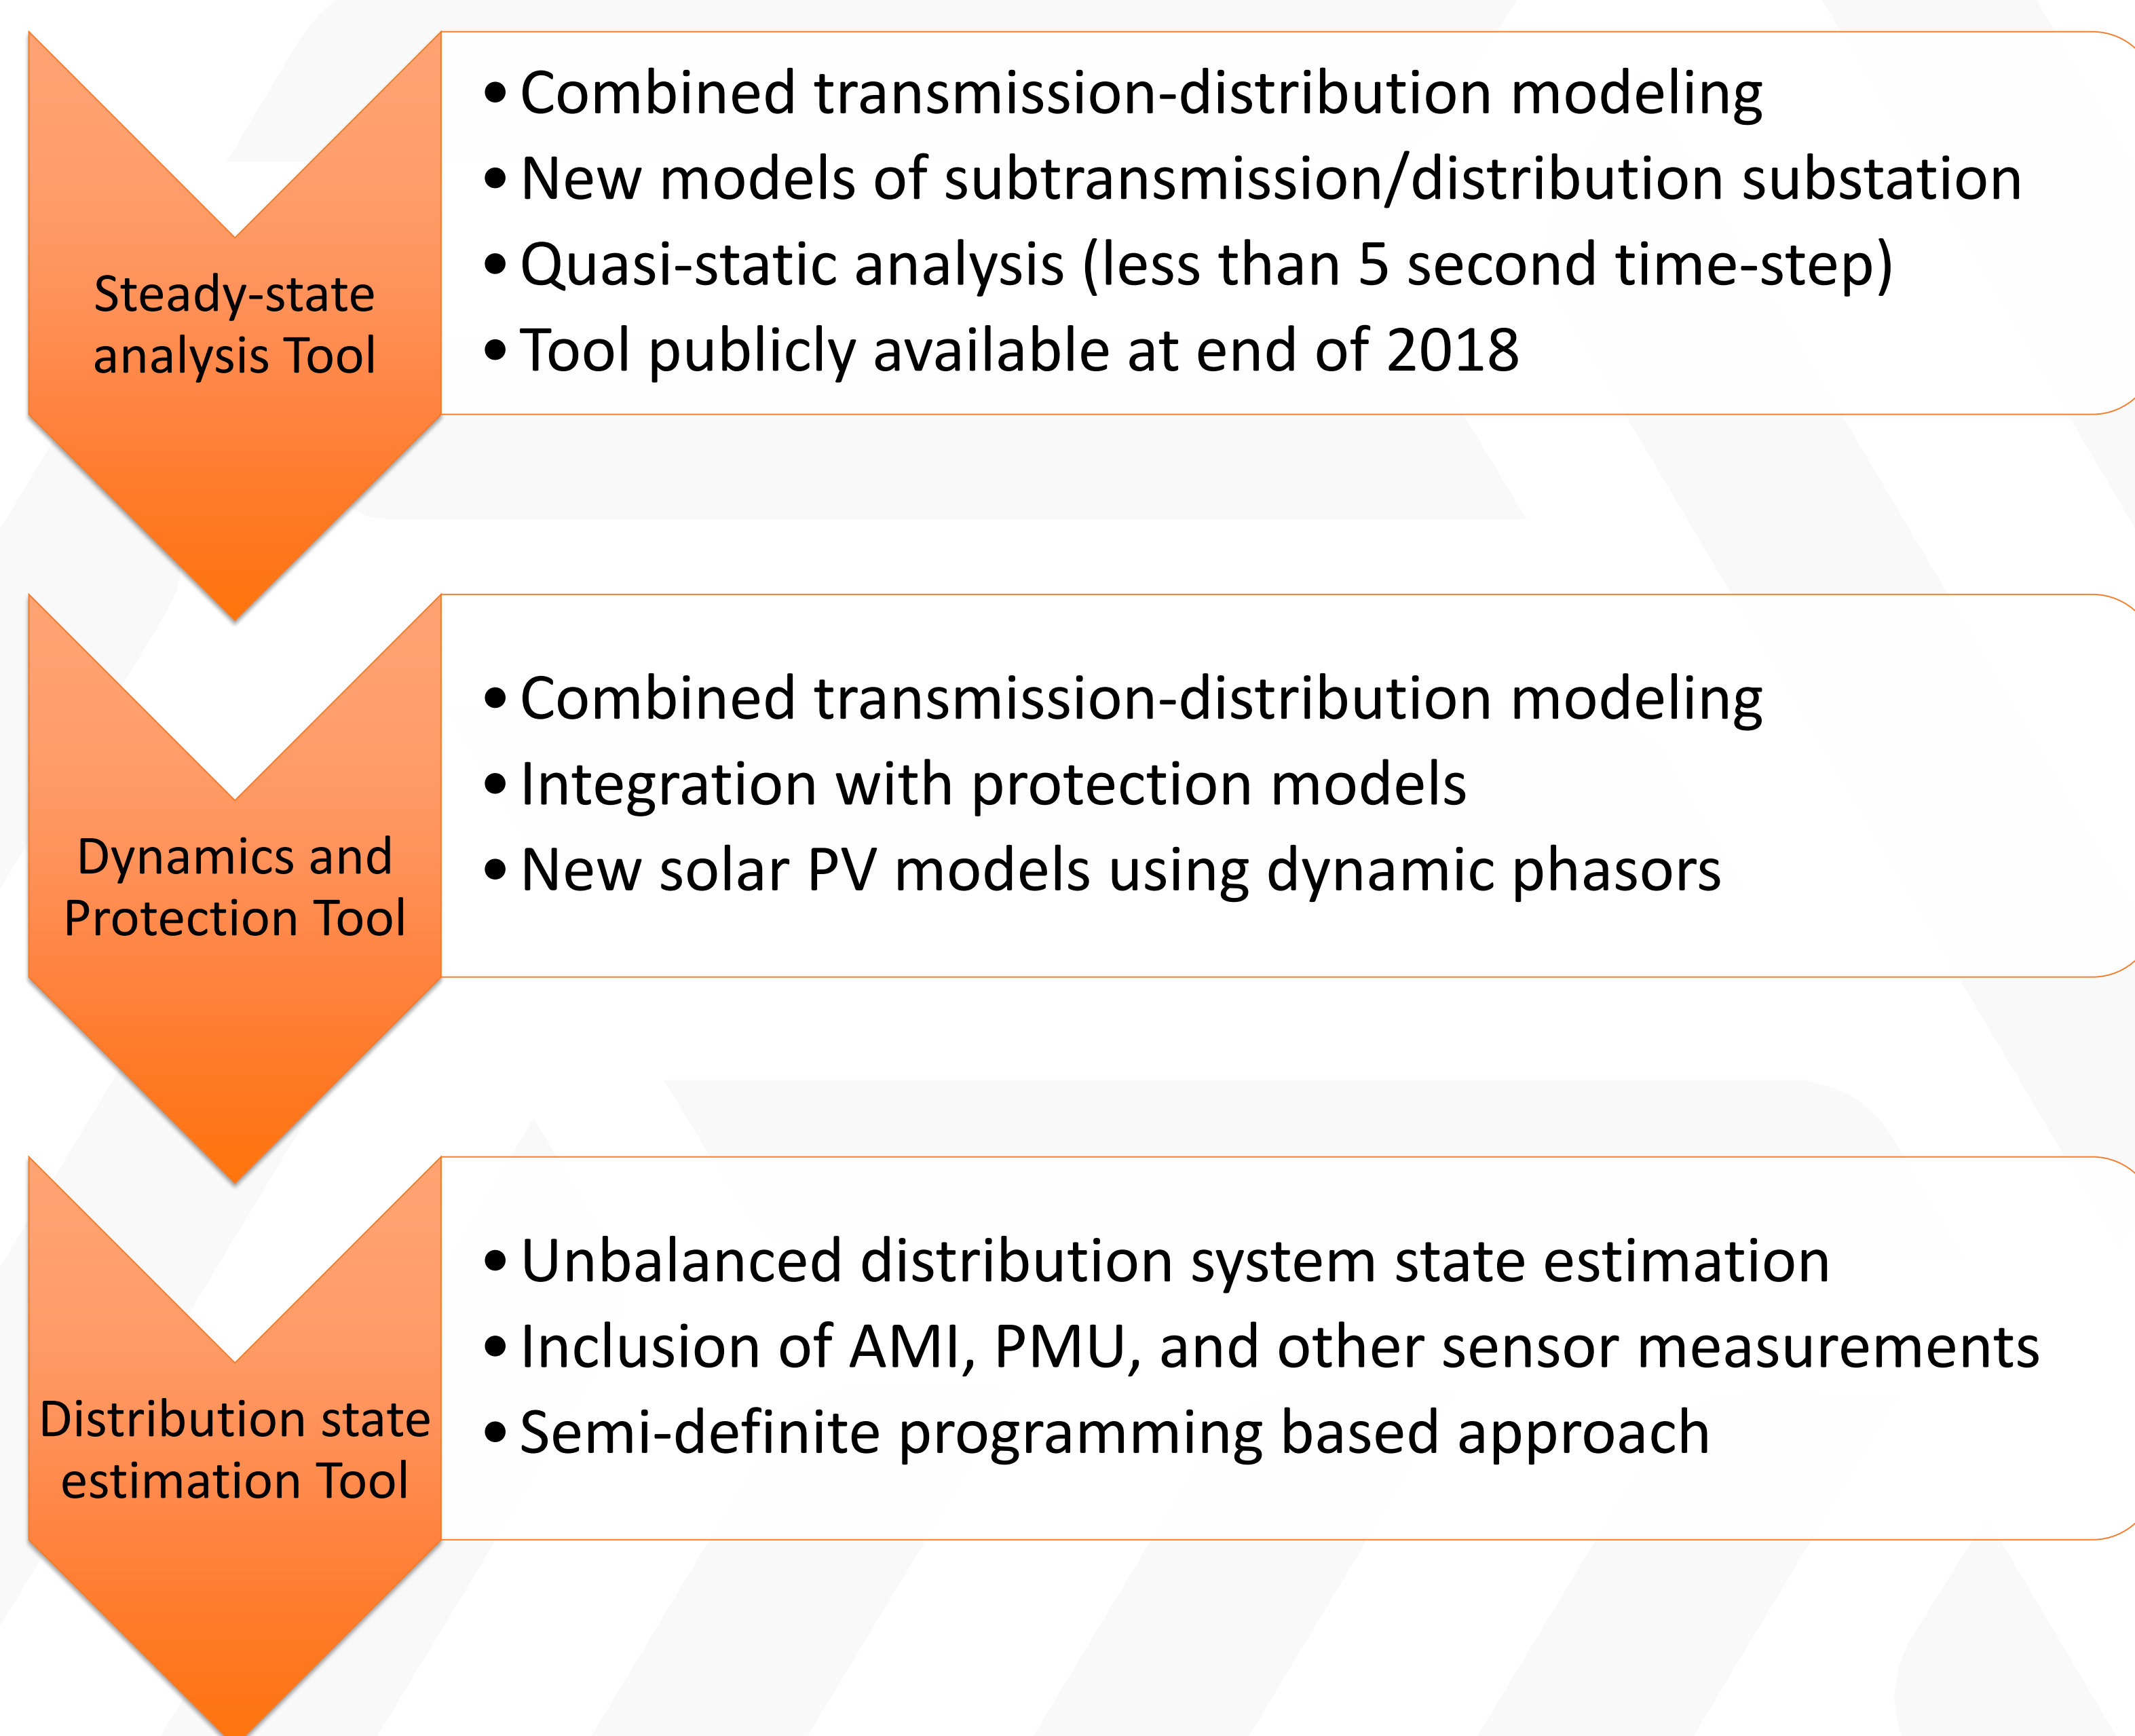 Steady-state
analysis Tool
• Combined transmission-distribution modeling
• New models of subtransmission/distribution substation
• Quasi-static analysis (less than 5 second time-step)
• Tool publicly available at end of 2018
Dynamics and
Protection Tool
• Combined transmission-distribution modeling
• Integration with protection models
• New solar PV models using dynamic phasors
Distribution state
estimation Tool
• Unbalanced distribution system state estimation
• Inclusion of AMI, PMU, and other sensor measurements
• Semi-definite programming based approach